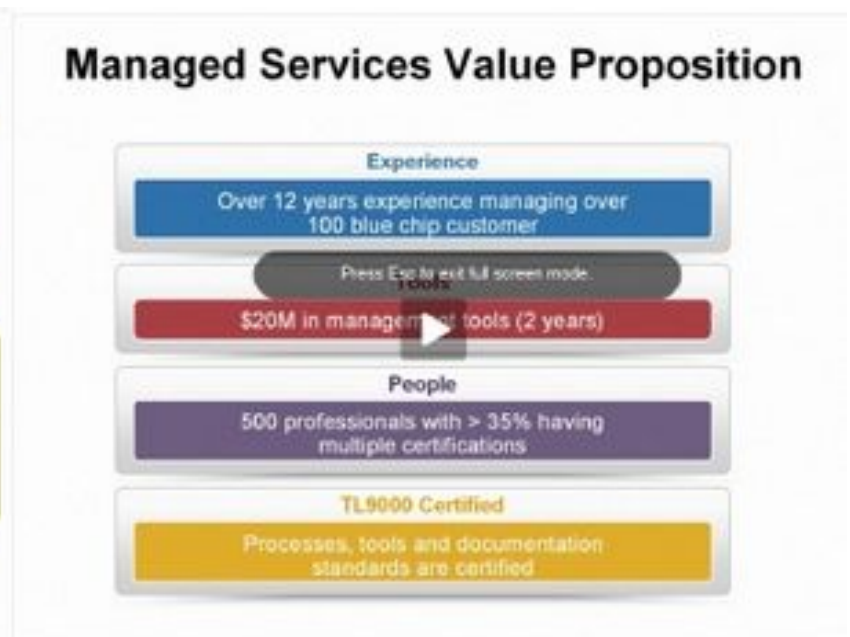 Managed Services Value Proposition
Experience
Over 12 years experience managing over
100 blue chip customer
Press Esc to exit full screen mode.
Tools
$20M in management tools (2 years)
People
500 professionals with > 35% having
multiple certifications
TL9000 Certified
Processes, tools and documentation
standards are certified